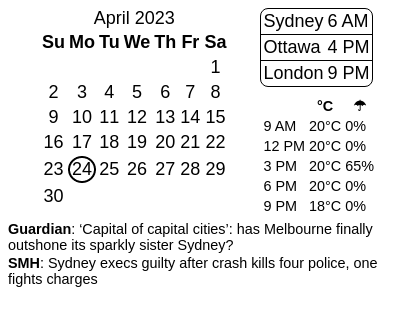 April 2023
Su Mo Tu We Th Fr Sa
1
2 3 4 5 6 7 8
9 10 11 12 13 14 15
16 17 18 19 20 21 22
23 24 25 26 27 28 29
30
Sydney 6 AM
Ottawa 4 PM
London 9 PM
°C ☂
9 AM 20°C 0%
12 PM 20°C 0%
3 PM 20°C 65%
6 PM 20°C 0%
9 PM 18°C 0%
Guardian: ‘Capital of capital cities’: has Melbourne finally
outshone its sparkly sister Sydney?
SMH: Sydney execs guilty after crash kills four police, one
fights charges